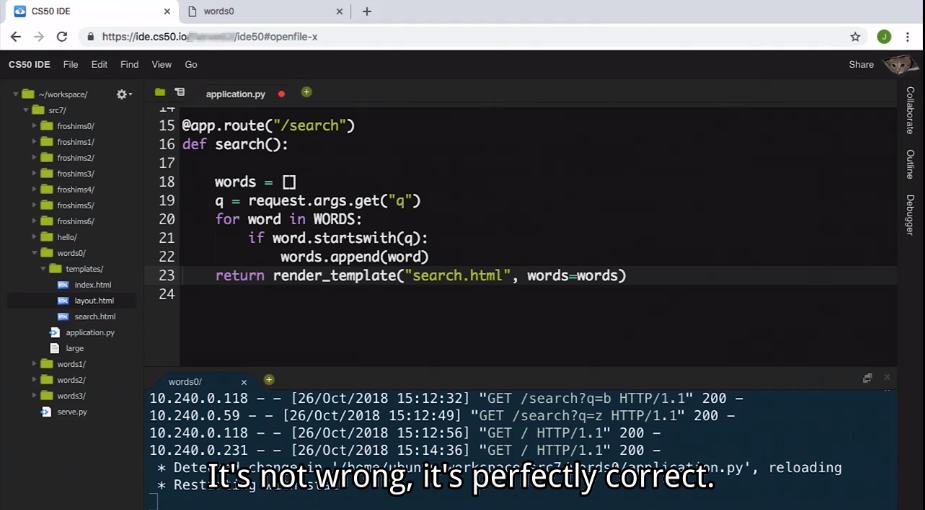 CS50 IDE
words0
https://ide.cs50.io/ /ide50#openfile-x
J
CS50 IDE File Edit Find View Go Share
~/workspace/
src7/
froshims0/
froshims1/
froshims2/
froshims3/
froshims4/
froshims5/
froshims6/
hello/
words0/
templates/
index.html
layout.html
search.html
application.py
large
words1/
words2/
words3/
serve.py
application.py
14
15 @app.route("/search")
16 def search():
17
18 words = []
19 q = request.args.get("q")
20 for word in WORDS:
21 if word.startswith(q):
22 words.append(word)
23 return render_template("search.html", words=words)
24
Collaborate
Outline
Debugger
words0/
10.240.0.118 - - [26/Oct/2018 15:12:32] "GET /search?q=b HTTP/1.1" 200 -
10.240.0.59 - - [26/Oct/2018 15:12:49] "GET /search?q=z HTTP/1.1" 200 -
10.240.0.118 - - [26/Oct/2018 15:12:56] "GET / HTTP/1.1" 200 -
10.240.0.231 - - [26/Oct/2018 15:14:36] "GET / HTTP/1.1" 200 -
* Detected change in '/home/ubuntu/workspace/src7/words0/application.py', reloading
* Restarting with stat
It's not wrong, it's perfectly correct.